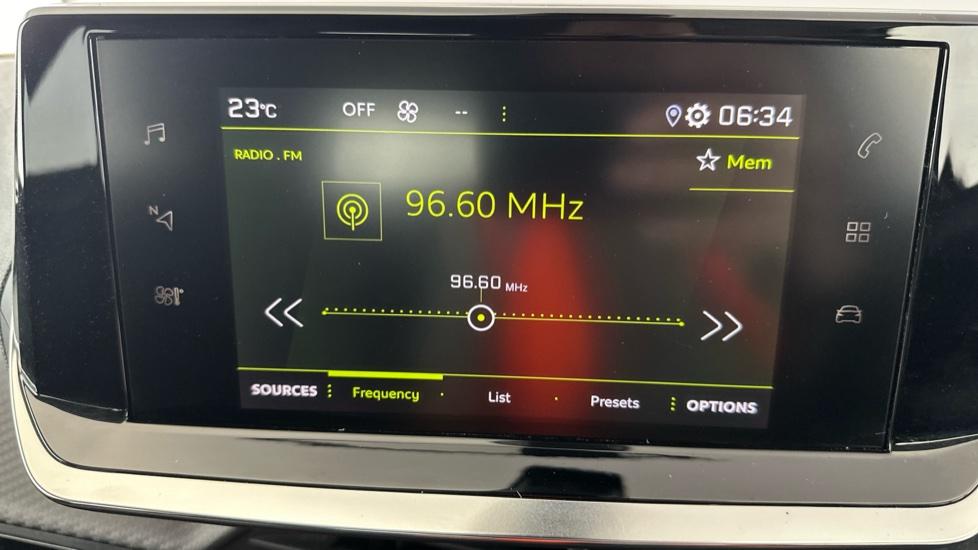 23°C OFF -- 06:34
RADIO . FM
Mem
96.60 MHz
96.60 MHz
N
SOURCES Frequency List Presets OPTIONS